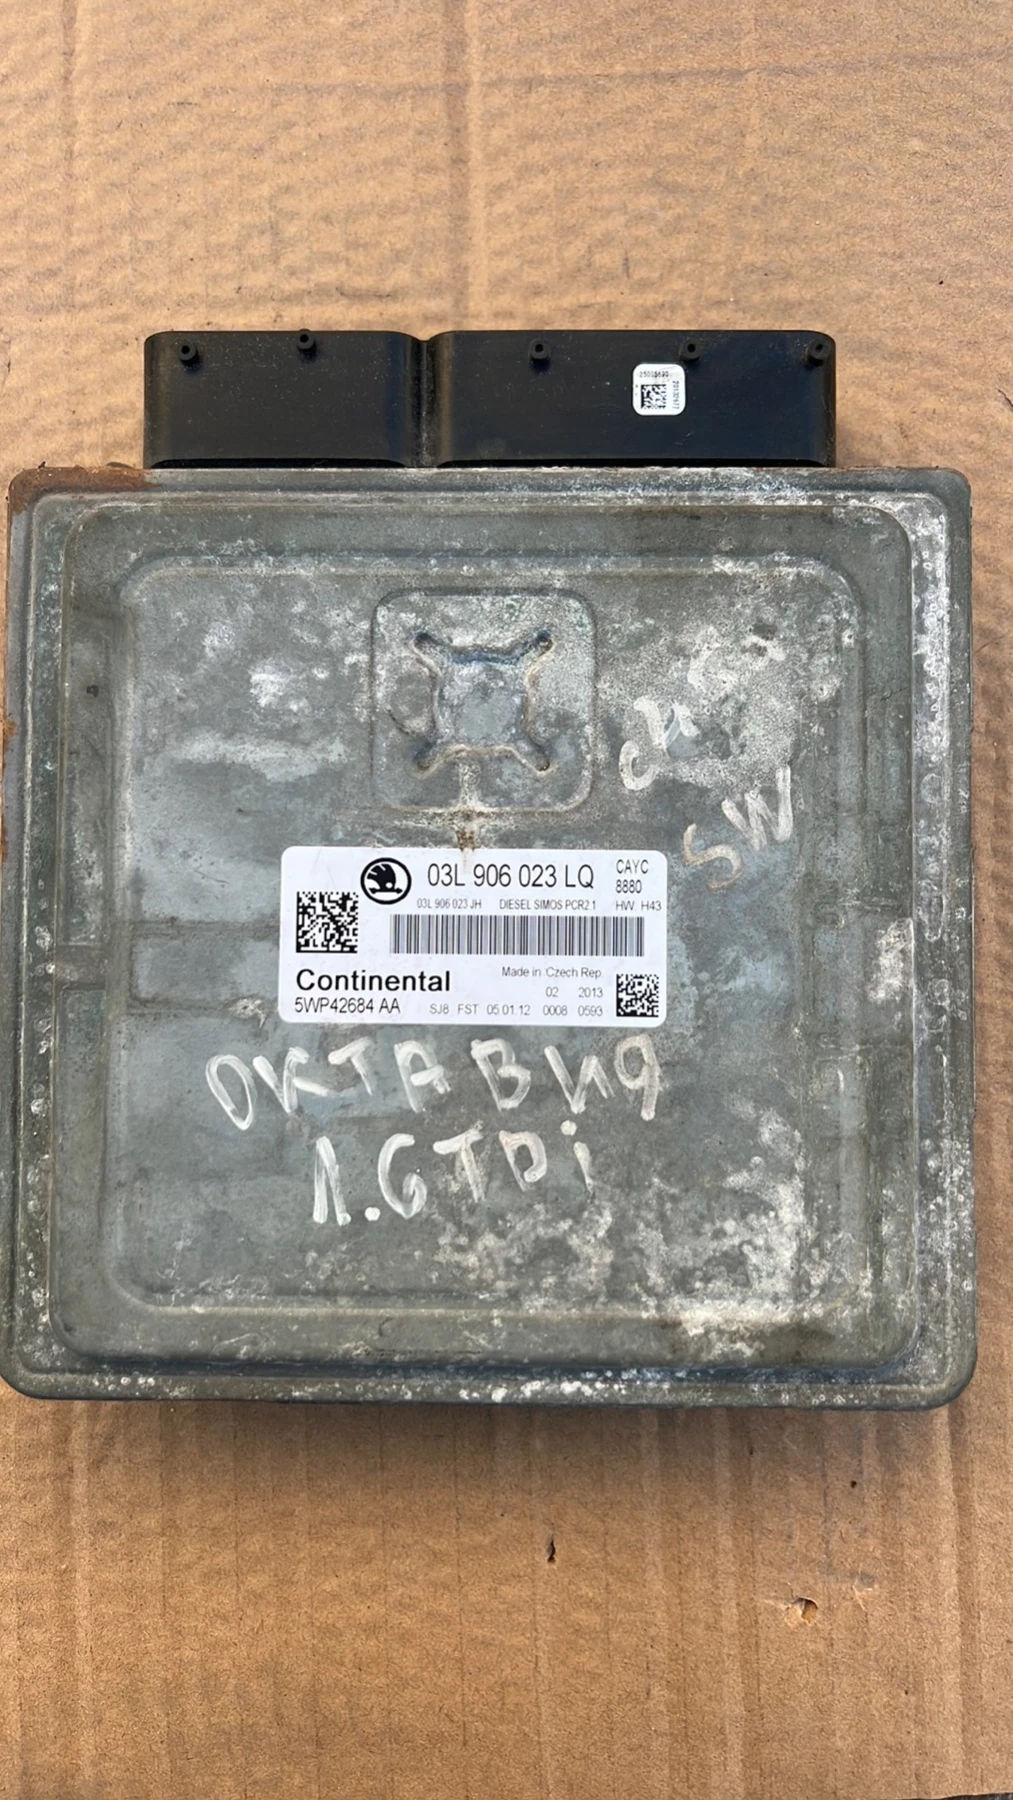 SW
03L 906 023 LQ CAYC
8880
03L 906 023 JH DIESEL SIMOS PCR2.1 HW: H43
Continental Made in Czech Rep.
02 2013
5WP42684 AA SJ8 FST 05.01.12 0008 0593
ОКТАВИЯ
1.6TDi